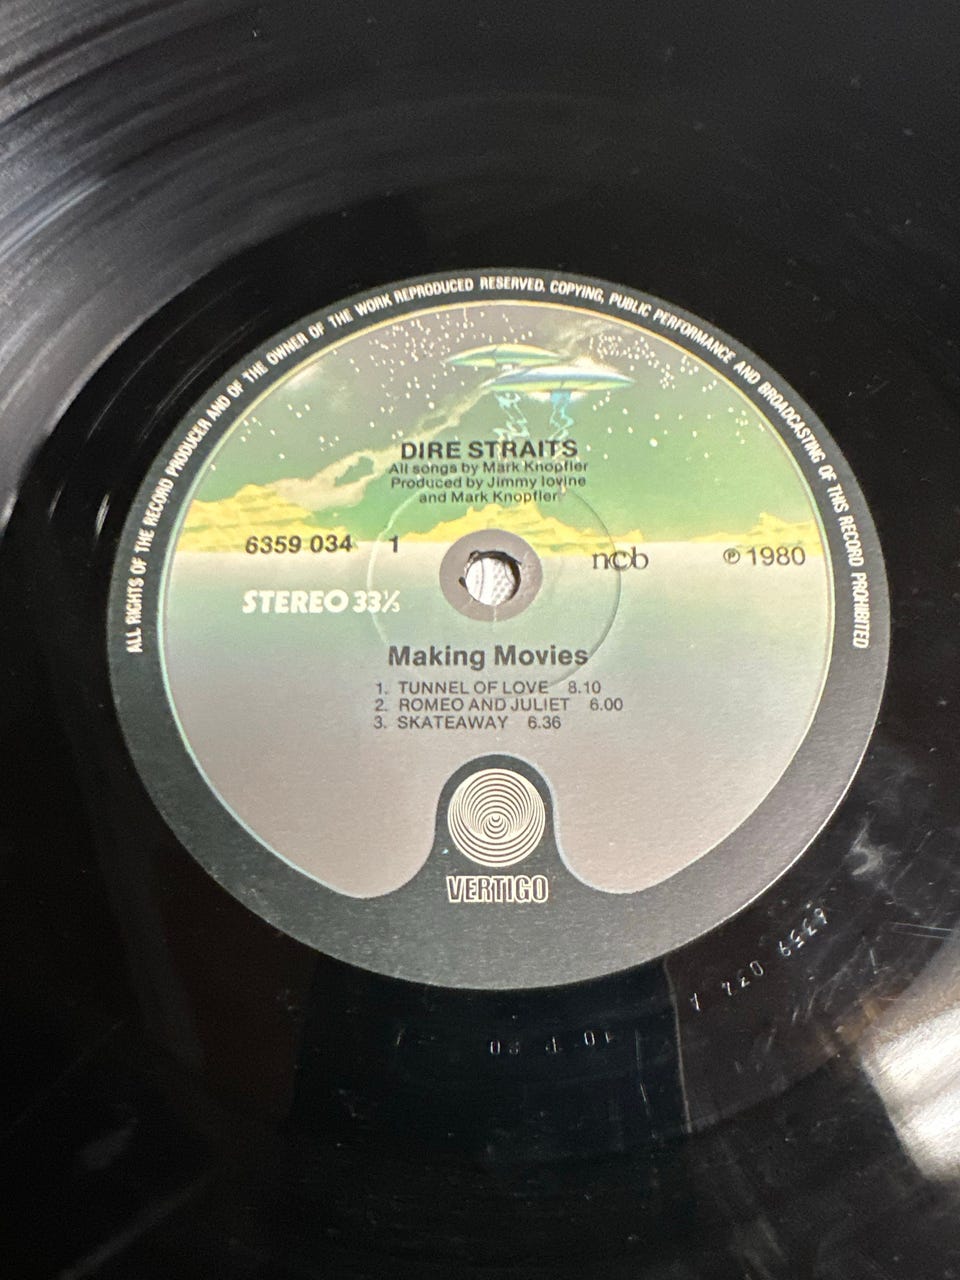 ALL RIGHTS OF THE RECORD PRODUCER AND OF THE OWNER OF THE WORK REPRODUCED RESERVED. COPYING, PUBLIC PERFORMANCE AND BROADCASTING OF THIS RECORD PROHIBITED
DIRE STRAITS
All songs by Mark Knopfler
Produced by Jimmy Iovine
and Mark Knopfler
6359 034 1 ncb ℗ 1980
STEREO 33⅓
Making Movies
1. TUNNEL OF LOVE 8.10
2. ROMEO AND JULIET 6.00
3. SKATEAWAY 6.36
VERTIGO
6359 034